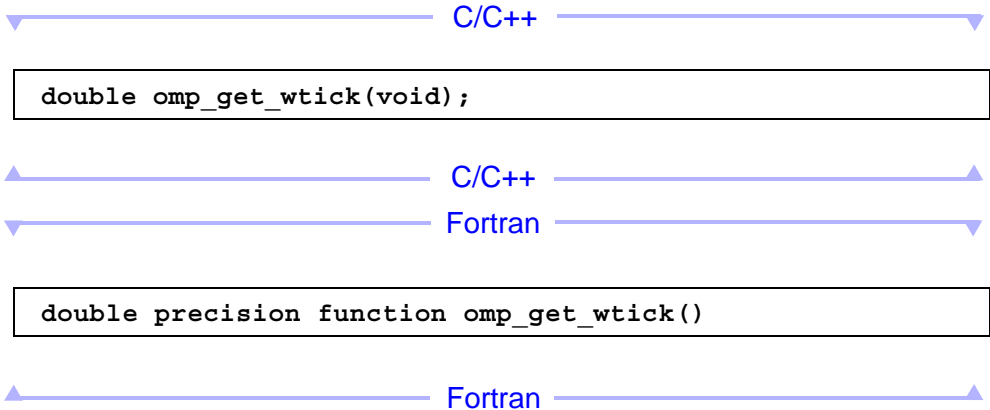 C/C++
double omp_get_wtick(void);
C/C++
Fortran
double precision function omp_get_wtick()
Fortran